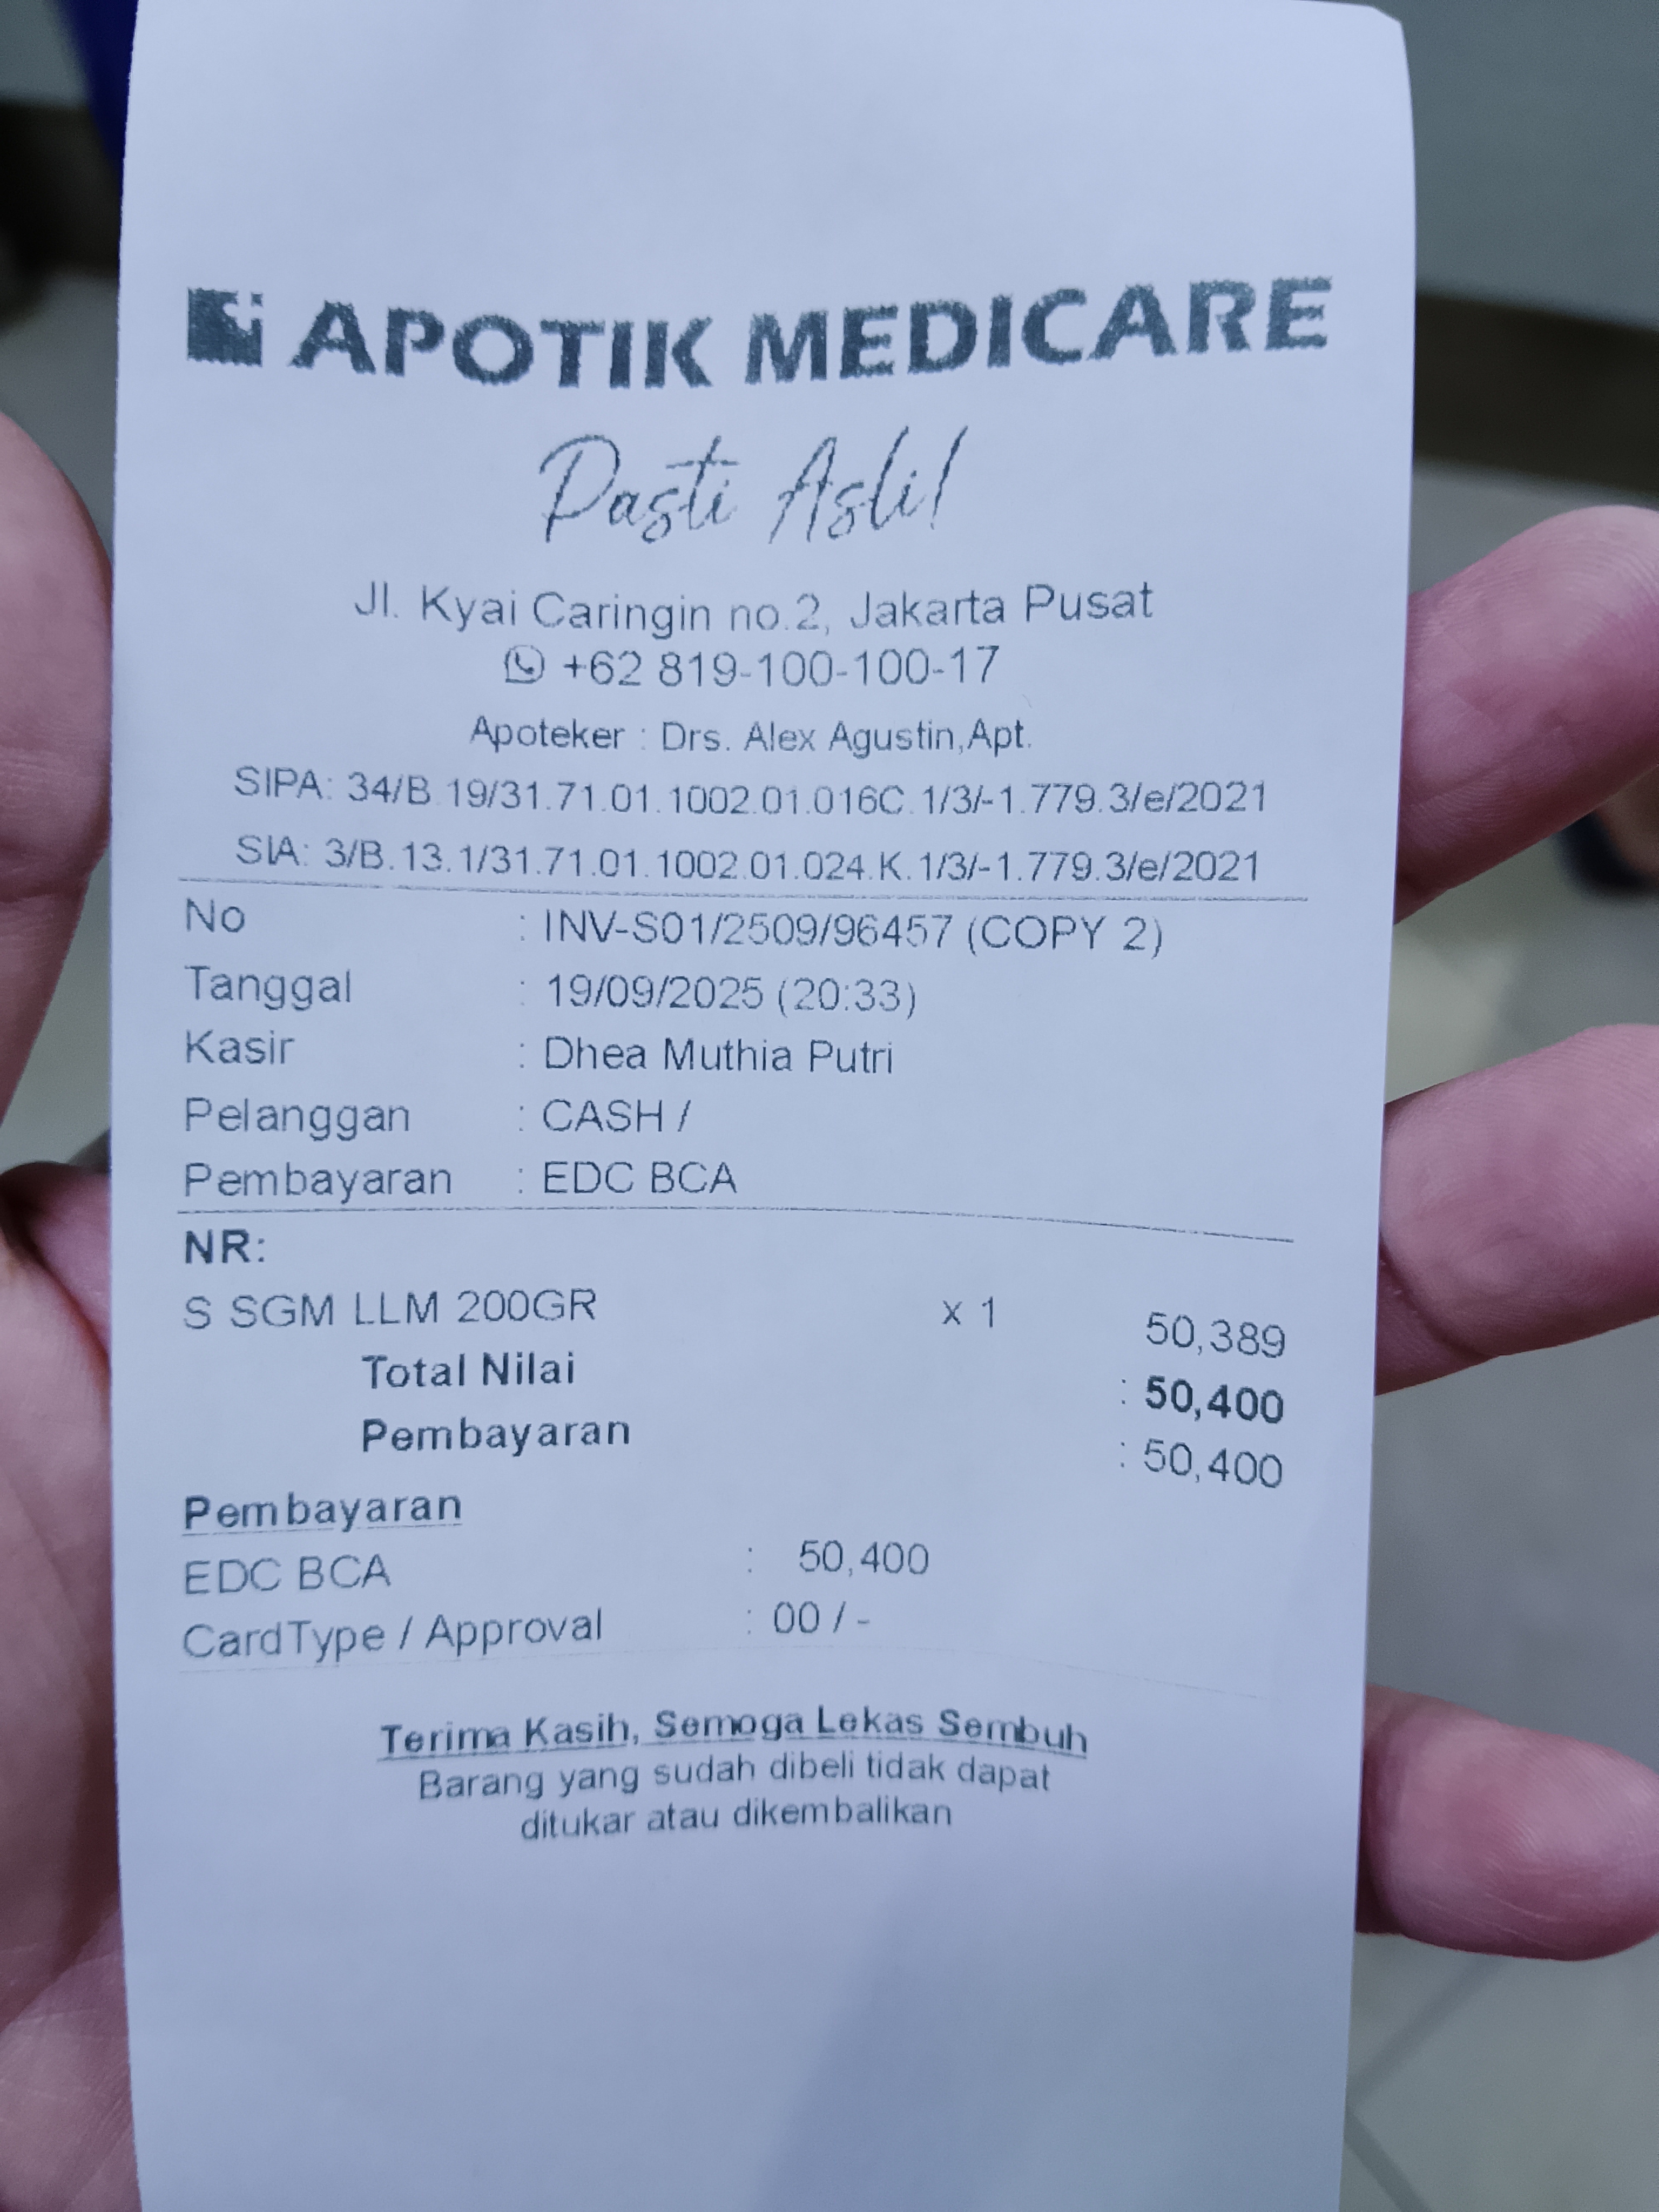 APOTIK MEDICARE
Pasti Asli!
Jl. Kyai Caringin no.2, Jakarta Pusat
+62 819-100-100-17
Apoteker : Drs. Alex Agustin,Apt.
SIPA: 34/B.19/31.71.01.1002.01.016C.1/3/-1.779.3/e/2021
SIA: 3/B.13.1/31.71.01.1002.01.024.K.1/3/-1.779.3/e/2021
No : INV-S01/2509/96457 (COPY 2)
Tanggal : 19/09/2025 (20:33)
Kasir : Dhea Muthia Putri
Pelanggan : CASH /
Pembayaran : EDC BCA
NR:
S SGM LLM 200GR x 1 50,389
Total Nilai : 50,400
Pembayaran : 50,400
Pembayaran
EDC BCA : 50,400
CardType / Approval : 00 / -
Terima Kasih, Semoga Lekas Sembuh
Barang yang sudah dibeli tidak dapat
ditukar atau dikembalikan